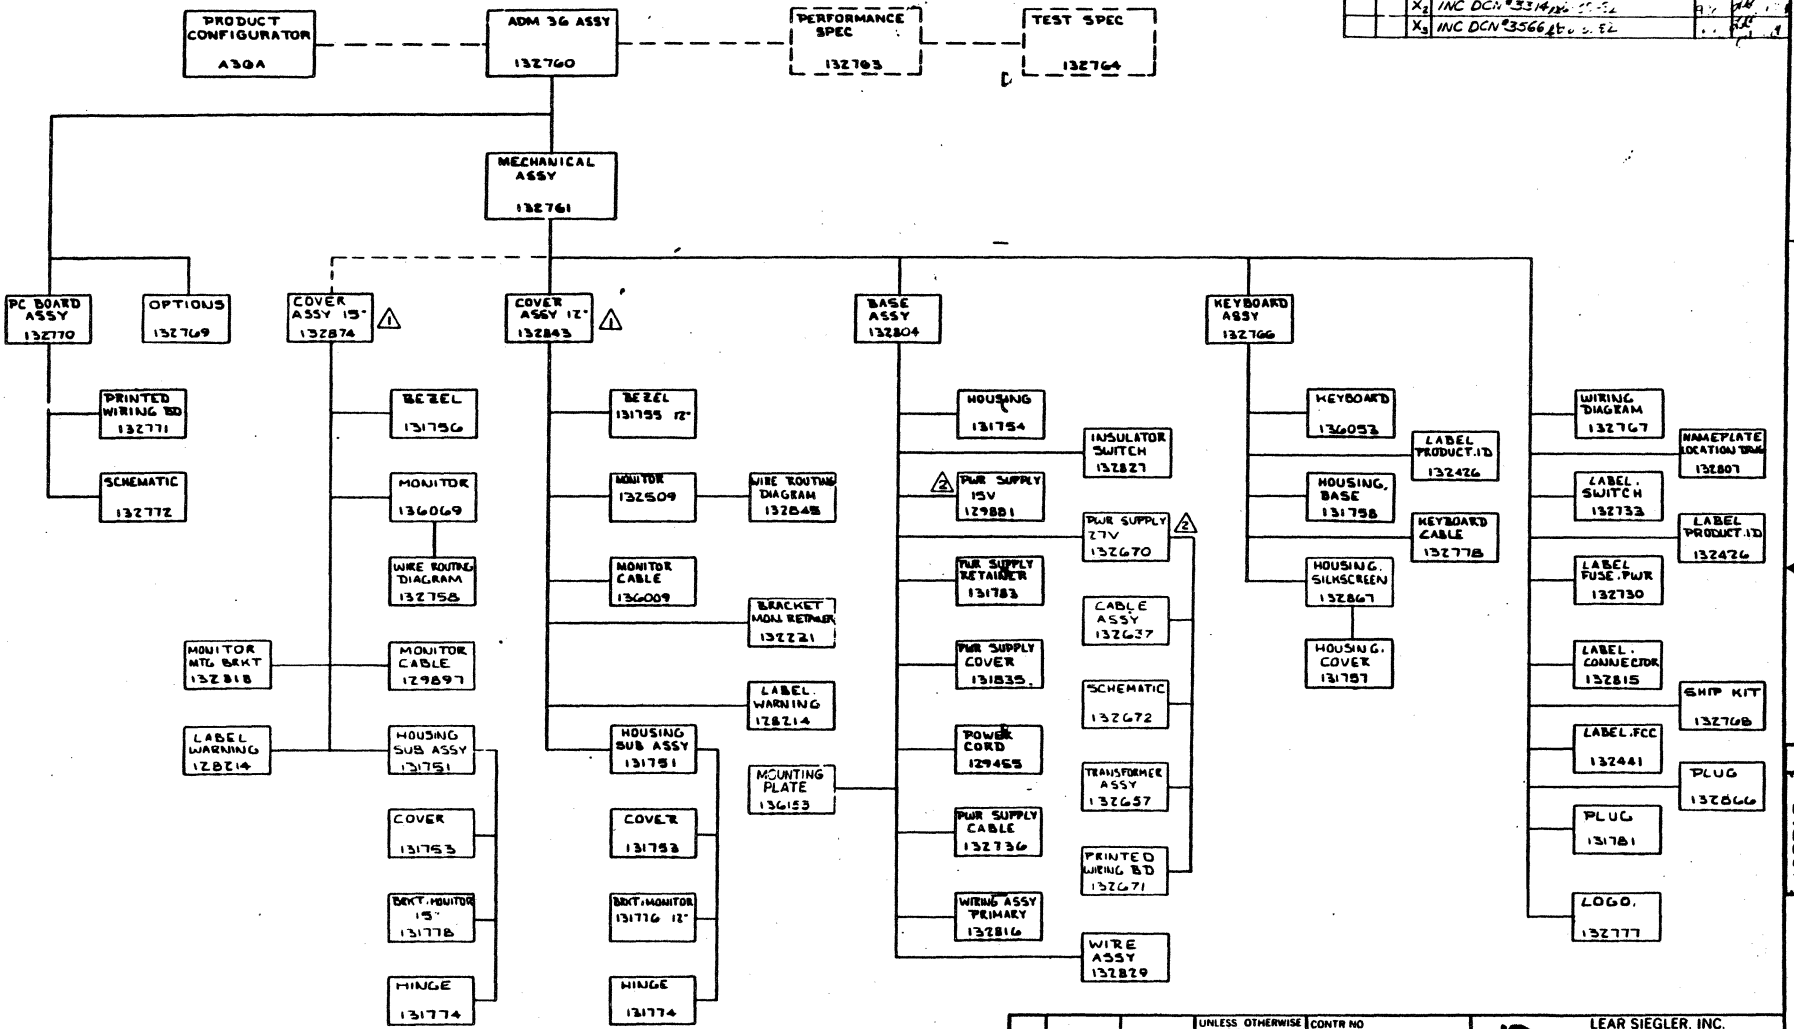 PRODUCT
CONFIGURATOR
A36A
ADM 36 ASSY
132760
PERFORMANCE
SPEC
132763
TEST SPEC
132764
X2 INC DCN #3314
X3 INC DCN #3566
MECHANICAL
ASSY
132761
PC BOARD
ASSY
132770
OPTIONS
132769
COVER
ASSY 15"
132874
1
COVER
ASSY 12"
132843
1
BASE
ASSY
132804
KEYBOARD
ASSY
132766
PRINTED
WIRING BD
132771
SCHEMATIC
132772
BEZEL
131756
MONITOR
136069
WIRE ROUTING
DIAGRAM
132758
MONITOR
MTG BRKT
132818
MONITOR
CABLE
129897
LABEL
WARNING
128214
HOUSING
SUB ASSY
131751
COVER
131753
BRKT, MONITOR
15"
131778
HINGE
131774
BEZEL
131755 12"
MONITOR
132509
WIRE ROUTING
DIAGRAM
132845
MONITOR
CABLE
136009
BRACKET
MON. RETAINER
132221
LABEL,
WARNING
128214
HOUSING
SUB ASSY
131751
COVER
131753
BRKT, MONITOR
131776 12"
HINGE
131774
MOUNTING
PLATE
136153
HOUSING
131754
INSULATOR
SWITCH
132827
2
PWR SUPPLY
15V
129881
PWR SUPPLY
27V
132670
2
PWR SUPPLY
RETAINER
131783
CABLE
ASSY
132637
PWR SUPPLY
COVER
131835
SCHEMATIC
132672
POWER
CORD
129455
TRANSFORMER
ASSY
132657
PWR SUPPLY
CABLE
132736
PRINTED
WIRING BD
132671
WIRING ASSY
PRIMARY
132816
WIRE
ASSY
132829
KEYBOARD
136053
LABEL
PRODUCT.ID
132426
HOUSING,
BASE
131758
KEYBOARD
CABLE
132778
HOUSING,
SILKSCREEN
132867
HOUSING,
COVER
131757
WIRING
DIAGRAM
132767
NAMEPLATE
LOCATION DWG
132807
LABEL,
SWITCH
132733
LABEL
PRODUCT.ID
132426
LABEL
FUSE, PWR
132730
LABEL,
CONNECTOR
132815
SHIP KIT
132768
LABEL, FCC
132441
PLUG
132866
PLUG
131781
LOGO,
132777
UNLESS OTHERWISE
CONTR NO
LEAR SIEGLER, INC.